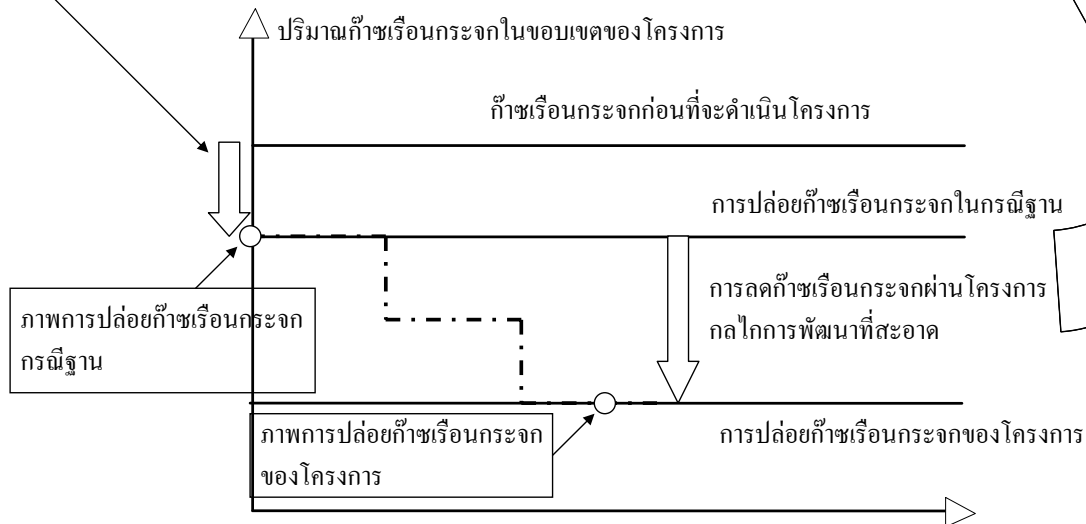 ปริมาณก๊าซเรือนกระจกในขอบเขตของโครงการ
ก๊าซเรือนกระจกก่อนที่จะดำเนินโครงการ
การปล่อยก๊าซเรือนกระจกในกรณีฐาน
การลดก๊าซเรือนกระจกผ่านโครงการ
กลไกการพัฒนาที่สะอาด
ภาพการปล่อยก๊าซเรือนกระจก
กรณีฐาน
ภาพการปล่อยก๊าซเรือนกระจก
ของโครงการ
การปล่อยก๊าซเรือนกระจกของโครงการ